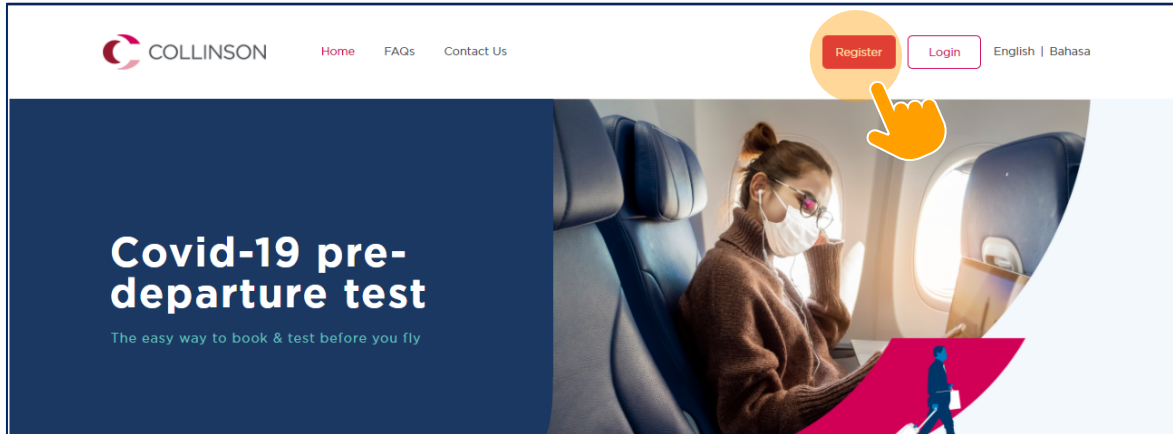 COLLINSON
Home FAQs Contact Us
Register Login English | Bahasa
Covid-19 pre-
departure test
The easy way to book & test before you fly